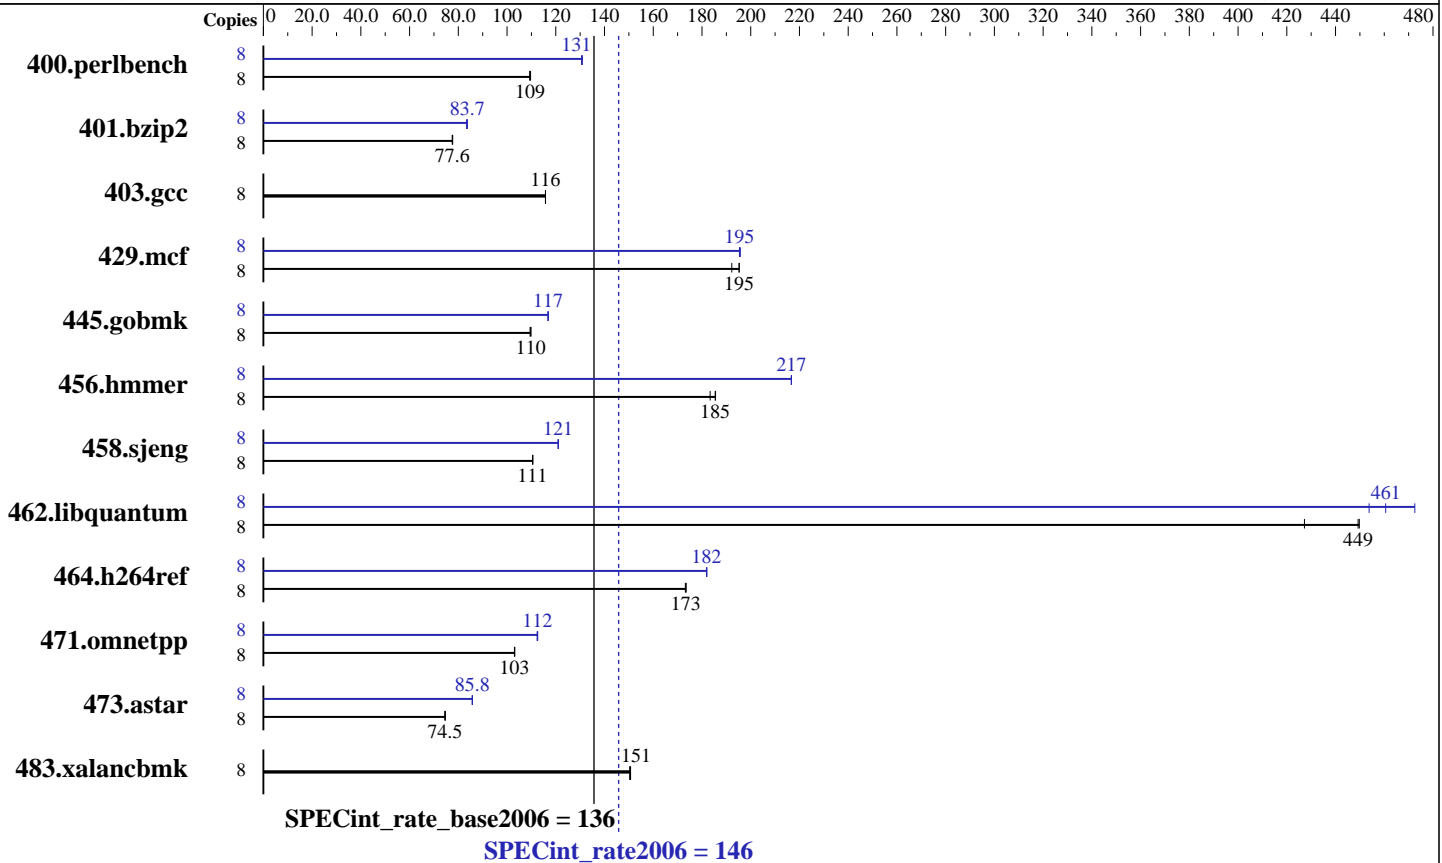 Copies 0 20.0 40.0 60.0 80.0 100 120 140 160 180 200 220 240 260 280 300 320 340 360 380 400 420 440 480
400.perlbench 8 131
8 109
401.bzip2 8 83.7
8 77.6
403.gcc 8 116
429.mcf 8 195
8 195
445.gobmk 8 117
8 110
456.hmmer 8 217
8 185
458.sjeng 8 121
8 111
462.libquantum 8 461
8 449
464.h264ref 8 182
8 173
471.omnetpp 8 112
8 103
473.astar 8 85.8
8 74.5
483.xalancbmk 8 151
SPECint_rate_base2006 = 136
SPECint_rate2006 = 146